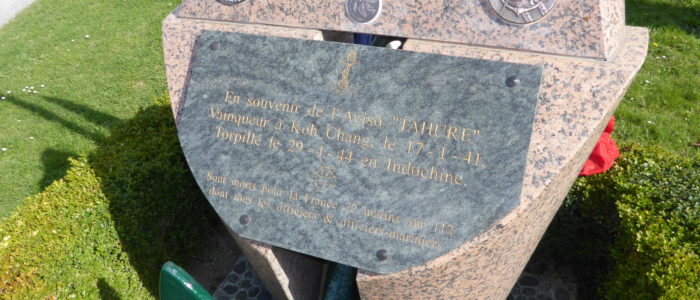 En souvenir de l'Aviso "TAHURE"
Vainqueur à Koh Chang, le 17-1-41
Torpillé le 29-4-44 en Indochine
Sont morts pour la France 92 marins sur 112
dont tous les officiers & officiers-mariniers